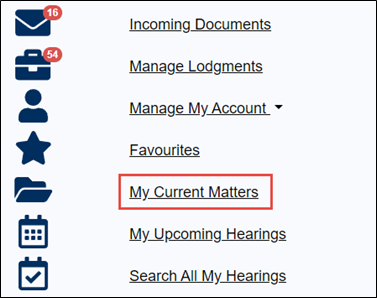 16 Incoming Documents
54 Manage Lodgments
Manage My Account
Favourites
My Current Matters
My Upcoming Hearings
Search All My Hearings